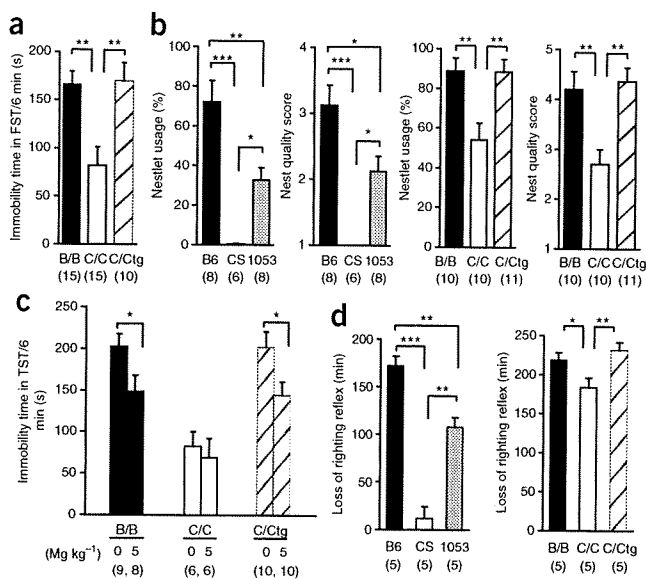 a
Immobility time in FST/6 min (s)
200
150
100
50
0
** **
B/B C/C C/Ctg
(15) (15) (10)
b
Nestlet usage (%)
100
80
60
40
20
0
**
***
*
B6 CS 1053
(8) (6) (8)
Nest quality score
4
3
2
1
*
***
*
B6 CS 1053
(8) (6) (8)
Nestlet usage (%)
100
80
60
40
20
0
** **
B/B C/C C/Ctg
(10) (10) (11)
Nest quality score
5
4
3
2
1
** **
B/B C/C C/Ctg
(10) (10) (11)
c
Immobility time in TST/6
min (s)
250
200
150
100
50
0
* *
B/B C/C C/Ctg
(Mg kg⁻¹) 0 5 0 5 0 5
(9, 8) (6, 6) (10, 10)
d
Loss of righting reflex (min)
200
150
100
50
0
**
***
**
B6 CS 1053
(5) (5) (5)
Loss of righting reflex (min)
250
200
150
100
50
0
* **
B/B C/C C/Ctg
(5) (5) (5)